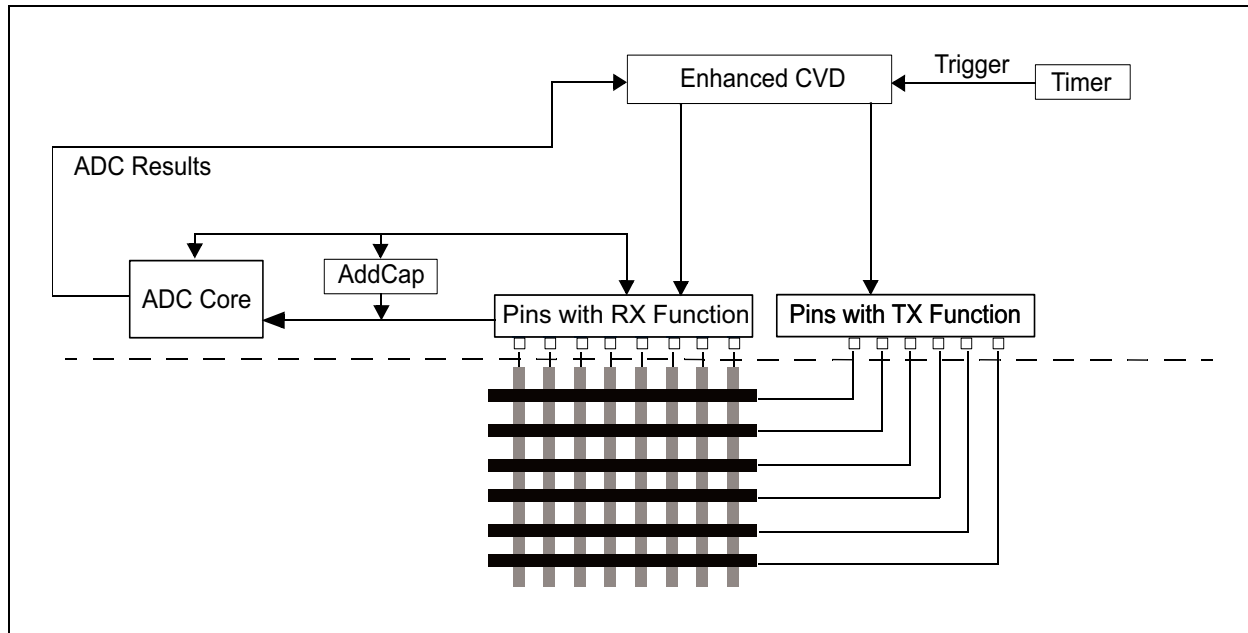 Enhanced CVD
Trigger
Timer
ADC Results
AddCap
ADC Core
Pins with RX Function
Pins with TX Function